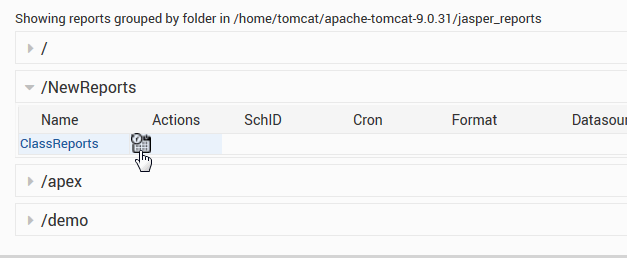 Showing reports grouped by folder in /home/tomcat/apache-tomcat-9.0.31/jasper_reports
/
/NewReports
Name Actions SchID Cron Format Datasour
ClassReports
/apex
/demo